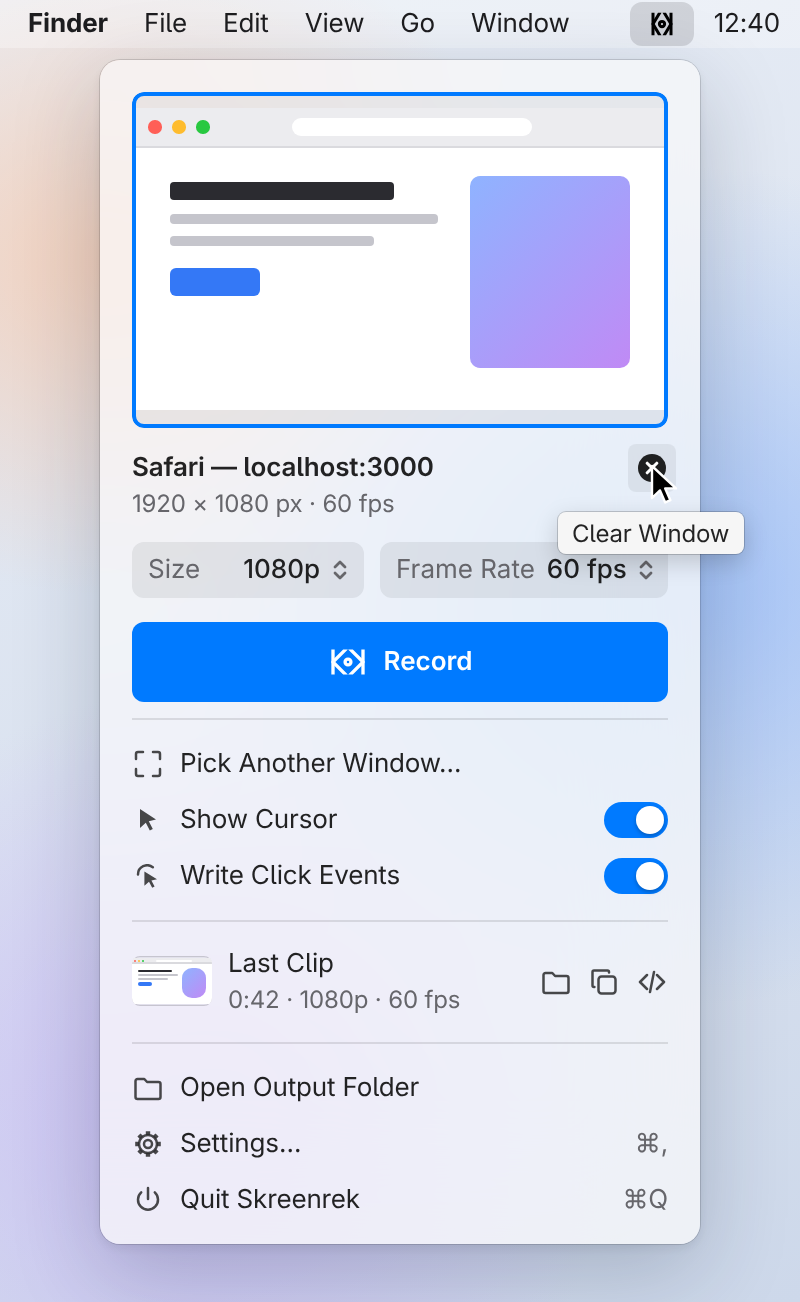 Finder File Edit View Go Window 12:40
Safari — localhost:3000
1920 × 1080 px · 60 fps
Clear Window
Size 1080p Frame Rate 60 fps
Record
Pick Another Window...
Show Cursor
Write Click Events
Last Clip
0:42 · 1080p · 60 fps
Open Output Folder
Settings... ⌘,
Quit Skreenrek ⌘Q